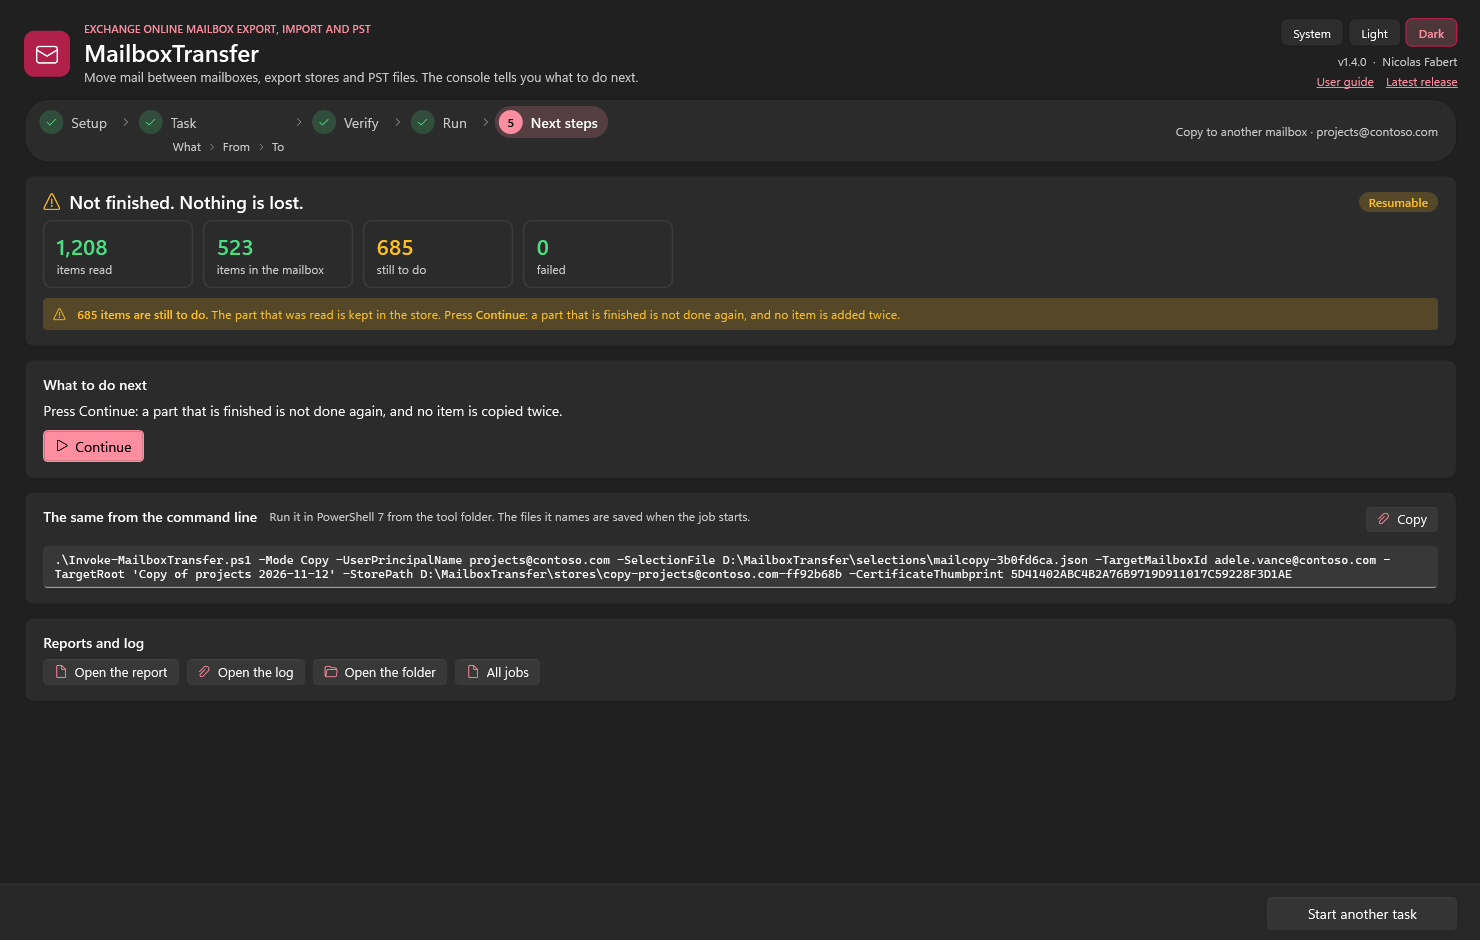 EXCHANGE ONLINE MAILBOX EXPORT, IMPORT AND PST
MailboxTransfer
Move mail between mailboxes, export stores and PST files. The console tells you what to do next.
System
Light
Dark
v1.4.0 · Nicolas Fabert
User guide
Latest release
Setup
Task
Verify
Run
5 Next steps
What
From
To
Copy to another mailbox · projects@contoso.com
Not finished. Nothing is lost.
Resumable
1,208
items read
523
items in the mailbox
685
still to do
0
failed
685 items are still to do. The part that was read is kept in the store. Press Continue: a part that is finished is not done again, and no item is added twice.
What to do next
Press Continue: a part that is finished is not done again, and no item is copied twice.
Continue
The same from the command line
Run it in PowerShell 7 from the tool folder. The files it names are saved when the job starts.
Copy
.\Invoke-MailboxTransfer.ps1 -Mode Copy -UserPrincipalName projects@contoso.com -SelectionFile D:\MailboxTransfer\selections\mailcopy-3b0fd6ca.json -TargetMailboxId adele.vance@contoso.com -
TargetRoot 'Copy of projects 2026-11-12' -StorePath D:\MailboxTransfer\stores\copy-projects@contoso.com-ff92b68b -CertificateThumbprint 5D41402ABC4B2A76B9719D911017C59228F3D1AE
Reports and log
Open the report
Open the log
Open the folder
All jobs
Start another task